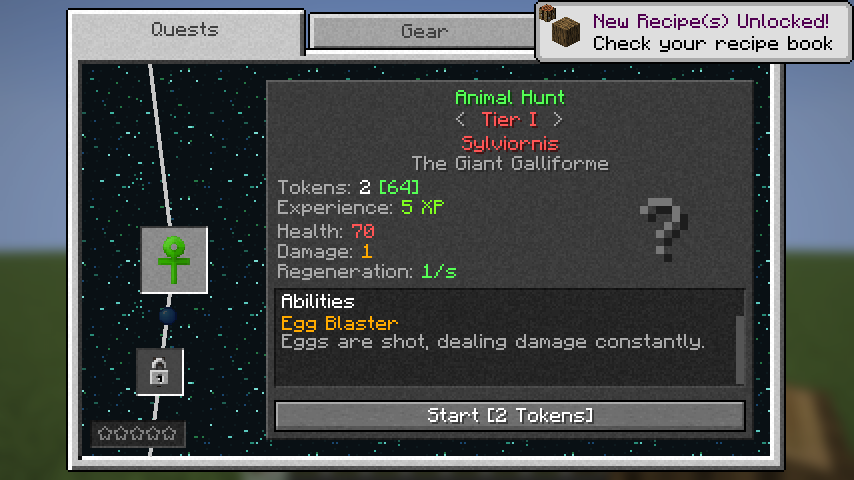 Quests
Gear
New Recipe(s) Unlocked!
Check your recipe book
Animal Hunt
< Tier I >
Sylviornis
The Giant Galliforme
Tokens: 2 [64]
Experience: 5 XP
Health: 70
Damage: 1
Regeneration: 1/s
?
Abilities
Egg Blaster
Eggs are shot, dealing damage constantly.
Start [2 Tokens]